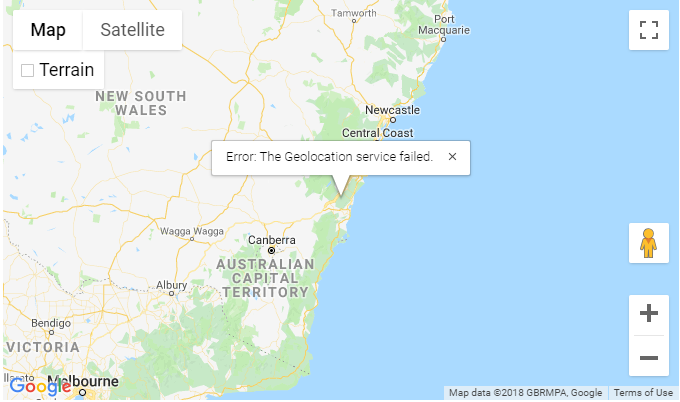 Map
Satellite
Terrain
Tamworth
Port
Macquarie
NEW SOUTH
WALES
Newcastle
Central Coast
Error: The Geolocation service failed.
Wagga Wagga
Canberra
AUSTRALIAN
CAPITAL
TERRITORY
Albury
Bendigo
VICTORIA
allarato
Melbourne
Google
Map data ©2018 GBRMPA, Google
Terms of Use